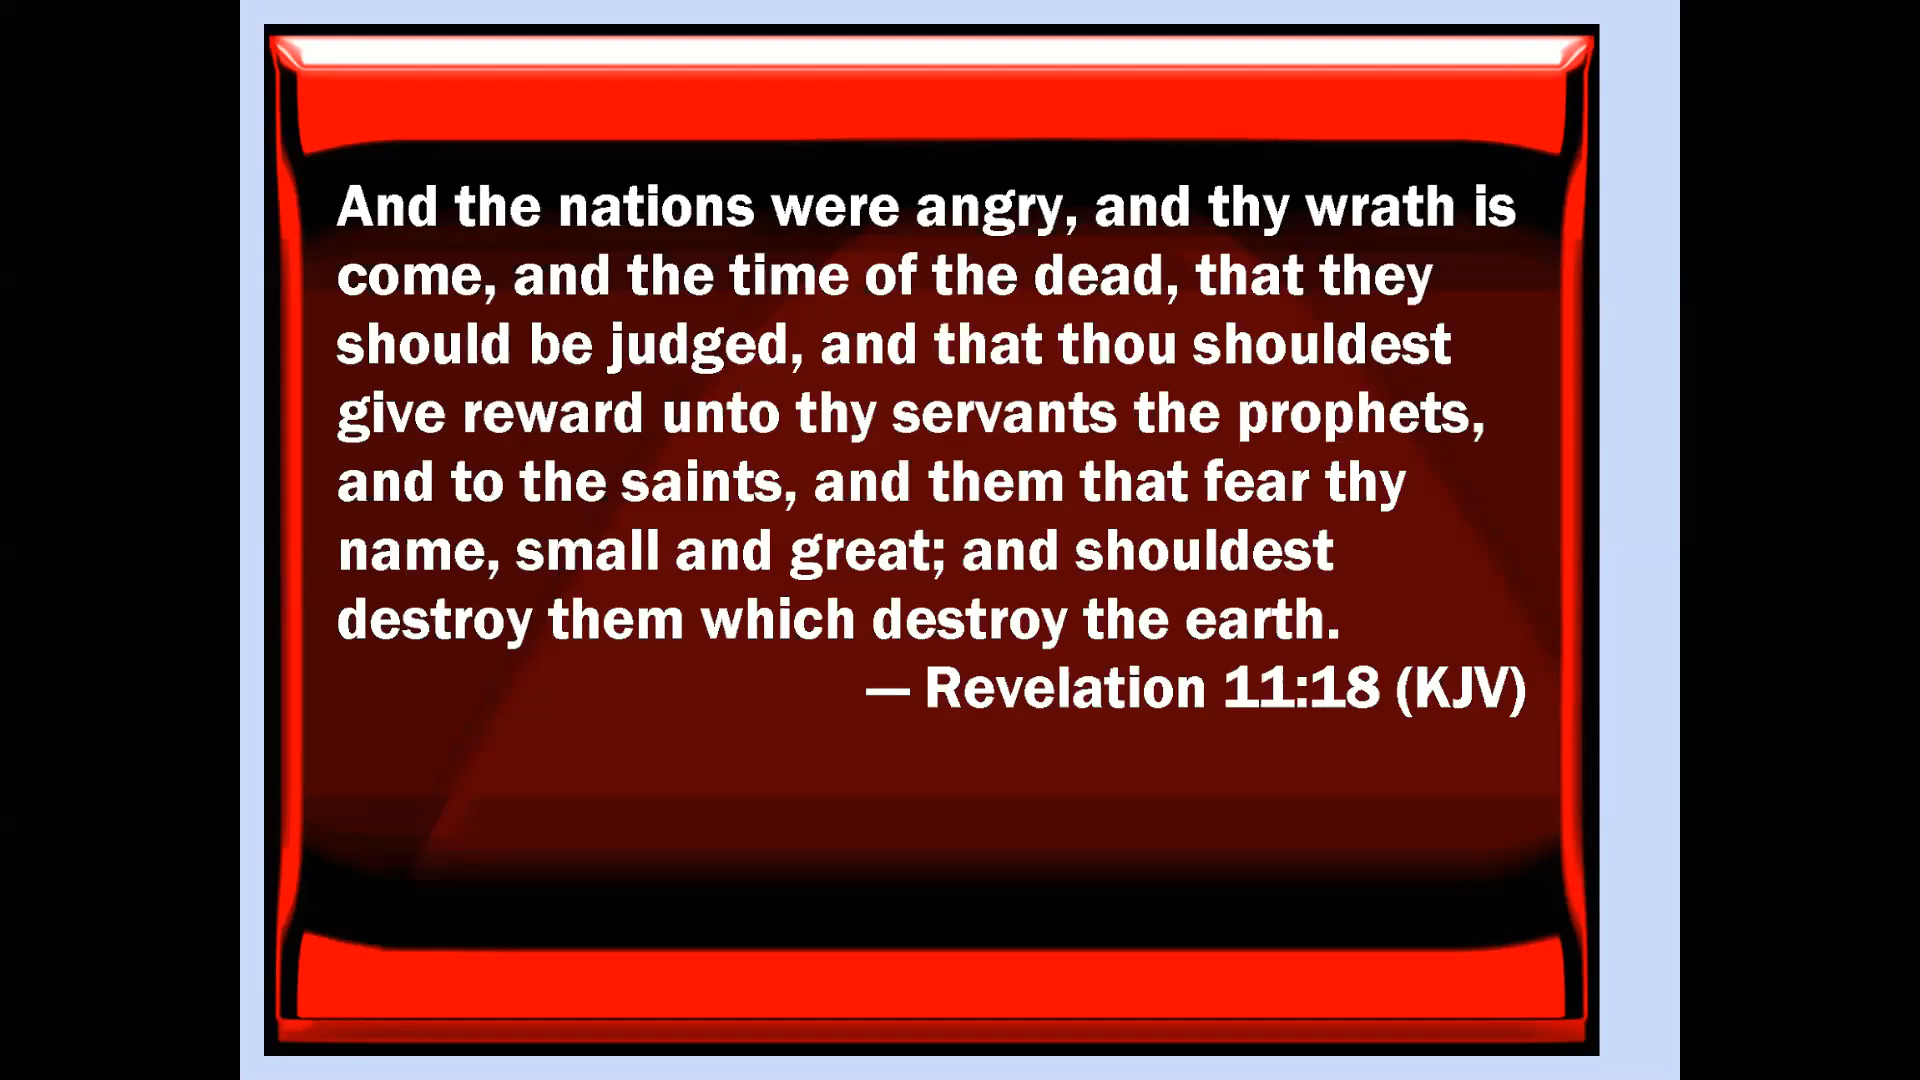 And the nations were angry, and thy wrath is
come, and the time of the dead, that they
should be judged, and that thou shouldest
give reward unto thy servants the prophets,
and to the saints, and them that fear thy
name, small and great; and shouldest
destroy them which destroy the earth.
— Revelation 11:18 (KJV)